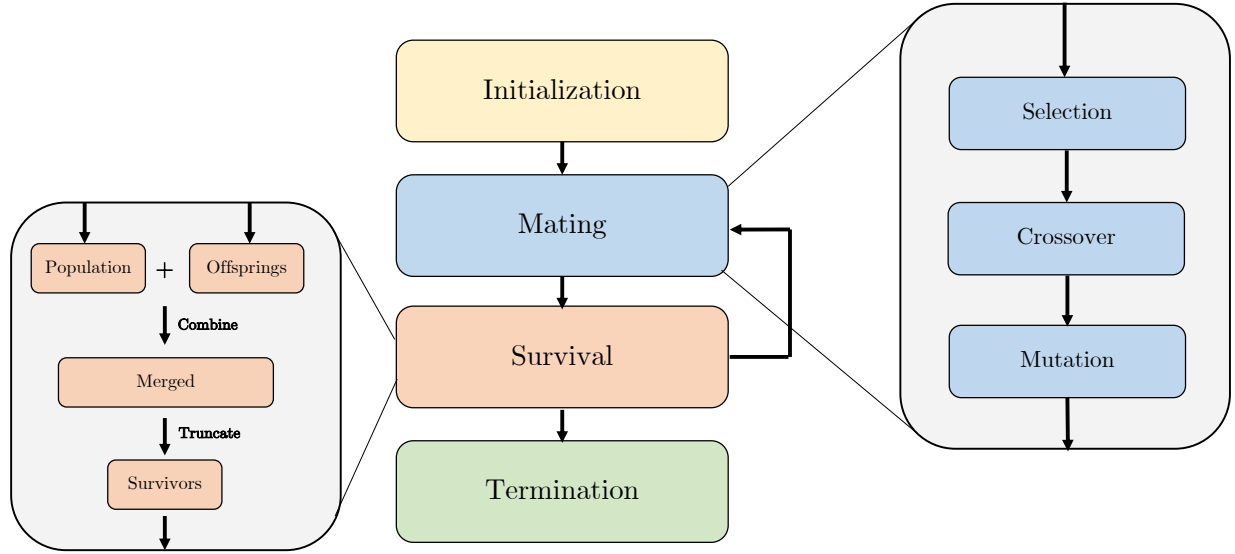 Initialization
Mating
Survival
Termination
Selection
Crossover
Mutation
Population + Offsprings
Combine
Merged
Truncate
Survivors